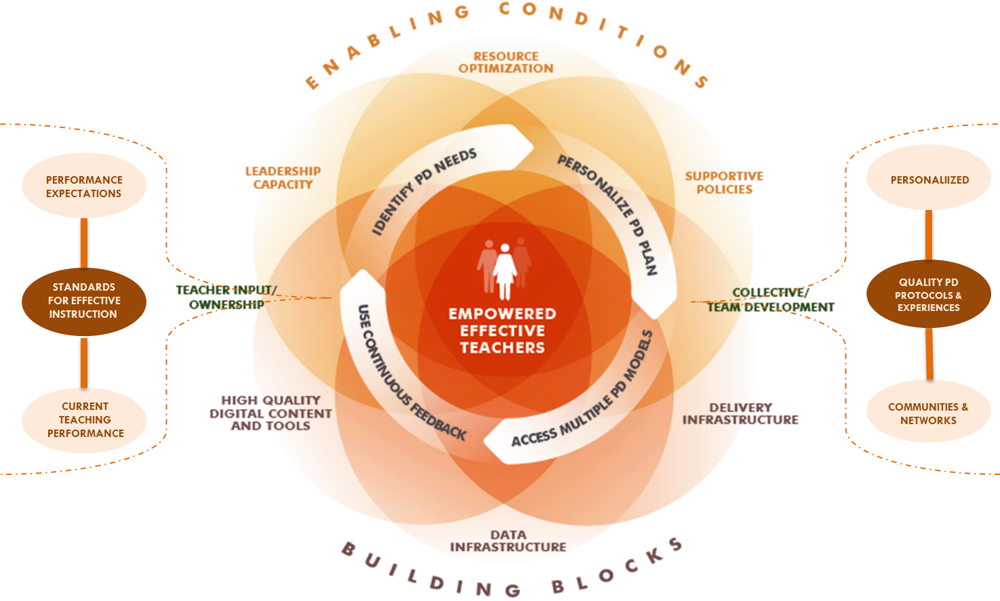 ENABLING CONDITIONS
RESOURCE
OPTIMIZATION
LEADERSHIP
CAPACITY
SUPPORTIVE
POLICIES
IDENTIFY PD NEEDS
PERSONALIZE PD PLAN
ACCESS MULTIPLE PD MODELS
USE CONTINUOUS FEEDBACK
EMPOWERED
EFFECTIVE
TEACHERS
PERFORMANCE
EXPECTATIONS
STANDARDS
FOR EFFECTIVE
INSTRUCTION
CURRENT
TEACHING
PERFORMANCE
TEACHER INPUT/
OWNERSHIP
COLLECTIVE/
TEAM DEVELOPMENT
PERSONALIIZED
QUALITY PD
PROTOCOLS &
EXPERIENCES
COMMUNITIES &
NETWORKS
HIGH QUALITY
DIGITAL CONTENT
AND TOOLS
DELIVERY
INFRASTRUCTURE
DATA
INFRASTRUCTURE
BUILDING BLOCKS